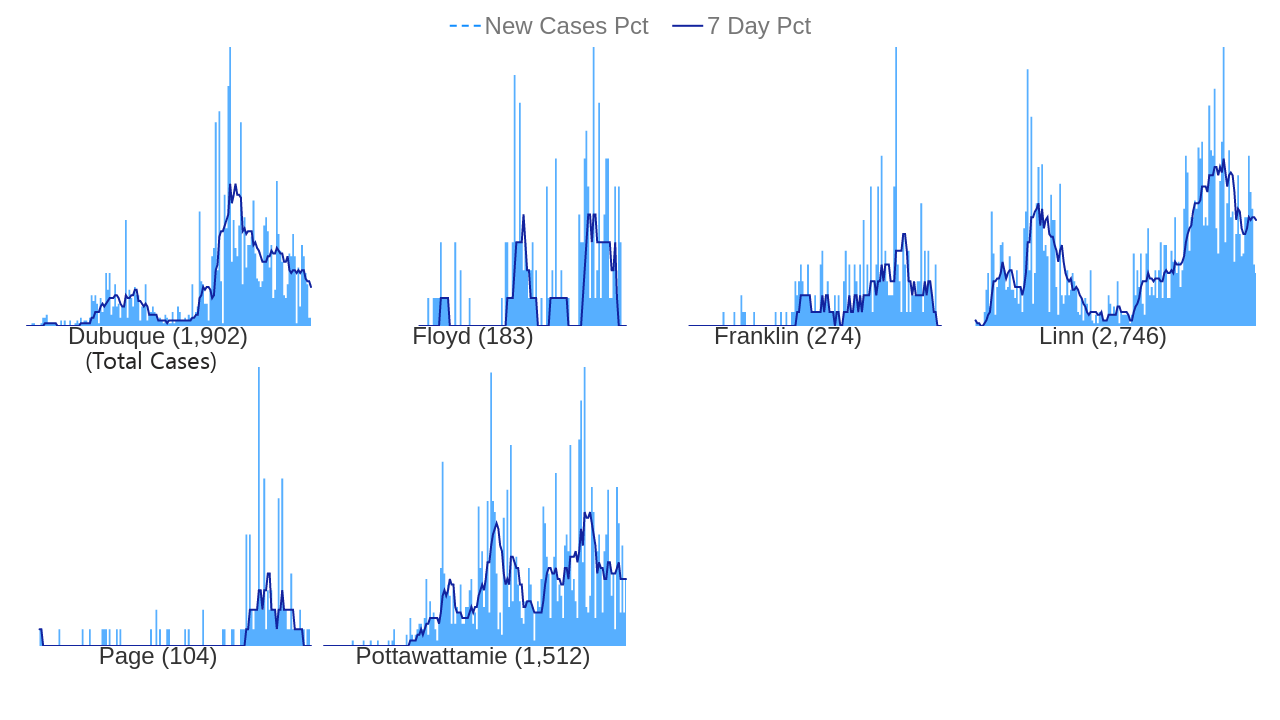 New Cases Pct 7 Day Pct
Dubuque (1,902) Floyd (183) Franklin (274) Linn (2,746)
(Total Cases)
Page (104) Pottawattamie (1,512)